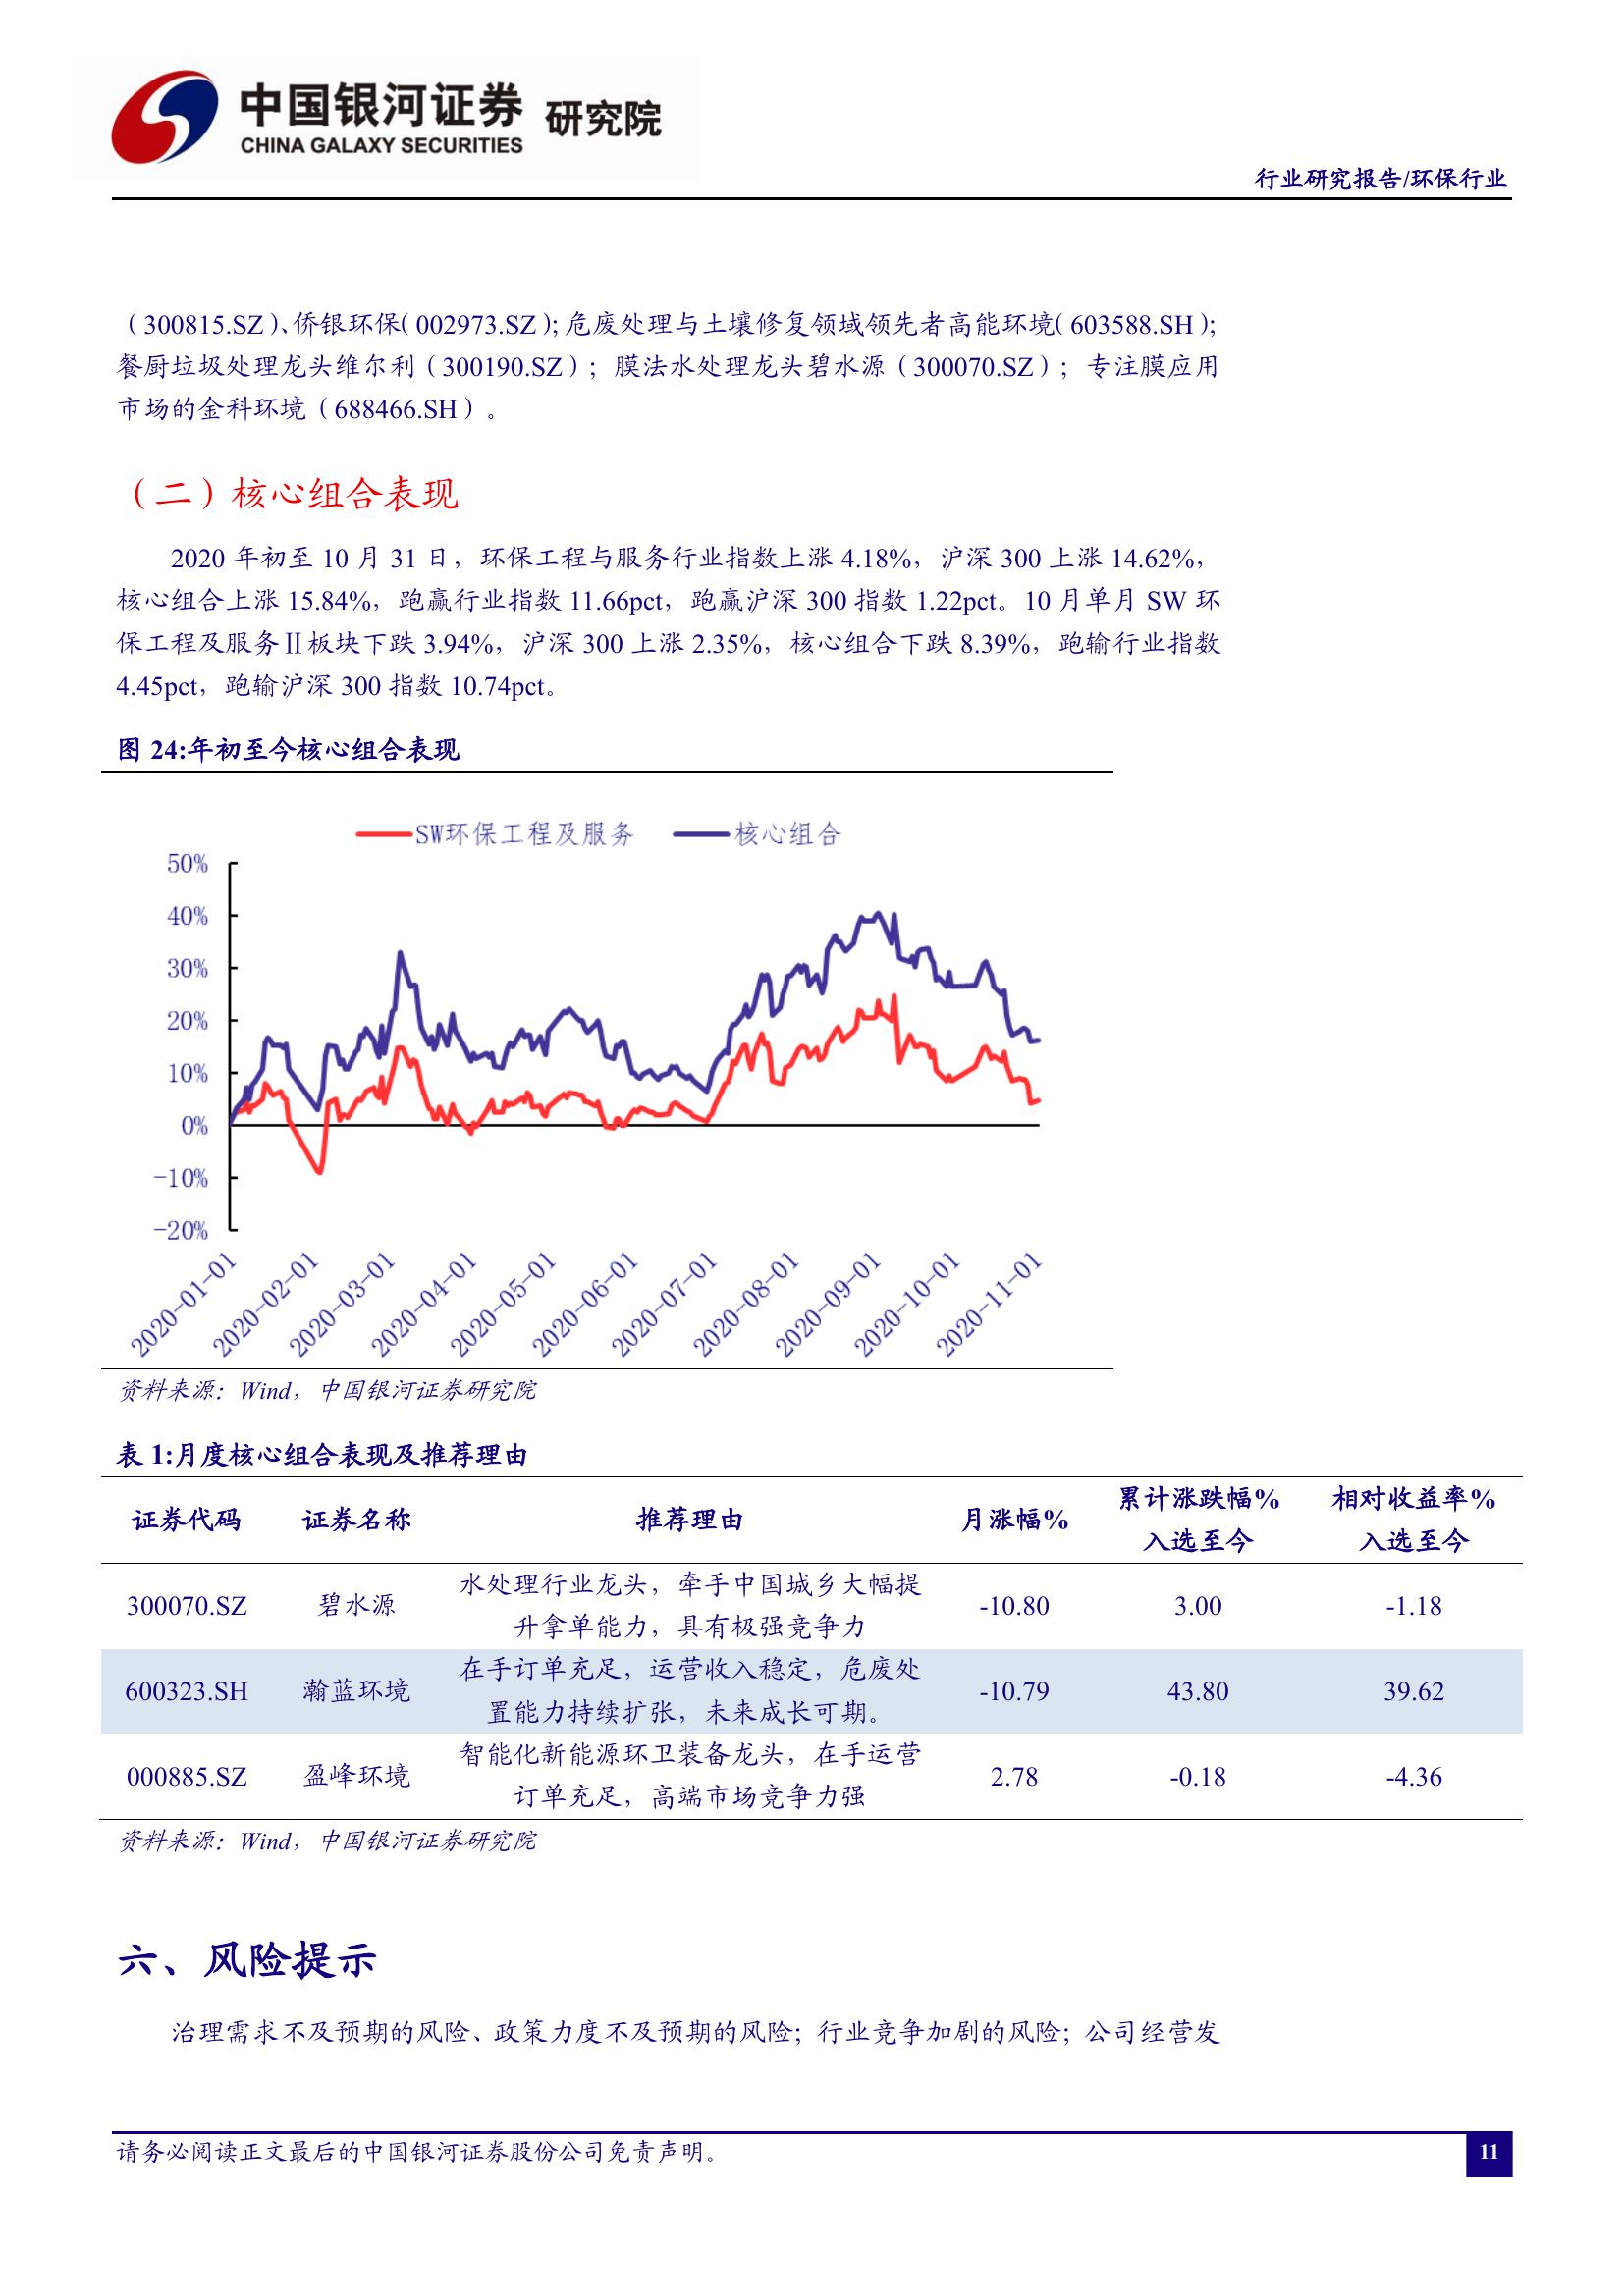 中国银河证券 研究院
CHINA GALAXY SECURITIES
行业研究报告/环保行业
（300815.SZ）、侨银环保（002973.SZ）；危废处理与土壤修复领域领先者高能环境（603588.SH）；
餐厨垃圾处理龙头维尔利（300190.SZ）；膜法水处理龙头碧水源（300070.SZ）；专注膜应用
市场的金科环境（688466.SH）。
（二）核心组合表现
2020 年初至 10 月 31 日，环保工程与服务行业指数上涨 4.18%，沪深 300 上涨 14.62%，
核心组合上涨 15.84%，跑赢行业指数 11.66pct，跑赢沪深 300 指数 1.22pct。10 月单月 SW 环
保工程及服务Ⅱ板块下跌 3.94%，沪深 300 上涨 2.35%，核心组合下跌 8.39%，跑输行业指数
4.45pct，跑输沪深 300 指数 10.74pct。
图 24:年初至今核心组合表现
SW环保工程及服务 核心组合
50%
40%
30%
20%
10%
0%
-10%
-20%
2020-01-01 2020-02-01 2020-03-01 2020-04-01 2020-05-01 2020-06-01 2020-07-01 2020-08-01 2020-09-01 2020-10-01 2020-11-01
资料来源：Wind，中国银河证券研究院
表 1:月度核心组合表现及推荐理由
证券代码 证券名称 推荐理由 月涨幅% 累计涨跌幅% 相对收益率%
入选至今 入选至今
水处理行业龙头，牵手中国城乡大幅提
300070.SZ 碧水源 -10.80 3.00 -1.18
升拿单能力，具有极强竞争力
在手订单充足，运营收入稳定，危废处
600323.SH 瀚蓝环境 -10.79 43.80 39.62
置能力持续扩张，未来成长可期。
智能化新能源环卫装备龙头，在手运营
000885.SZ 盈峰环境 2.78 -0.18 -4.36
订单充足，高端市场竞争力强
资料来源：Wind，中国银河证券研究院
六、风险提示
治理需求不及预期的风险、政策力度不及预期的风险；行业竞争加剧的风险；公司经营发
请务必阅读正文最后的中国银河证券股份公司免责声明。
11